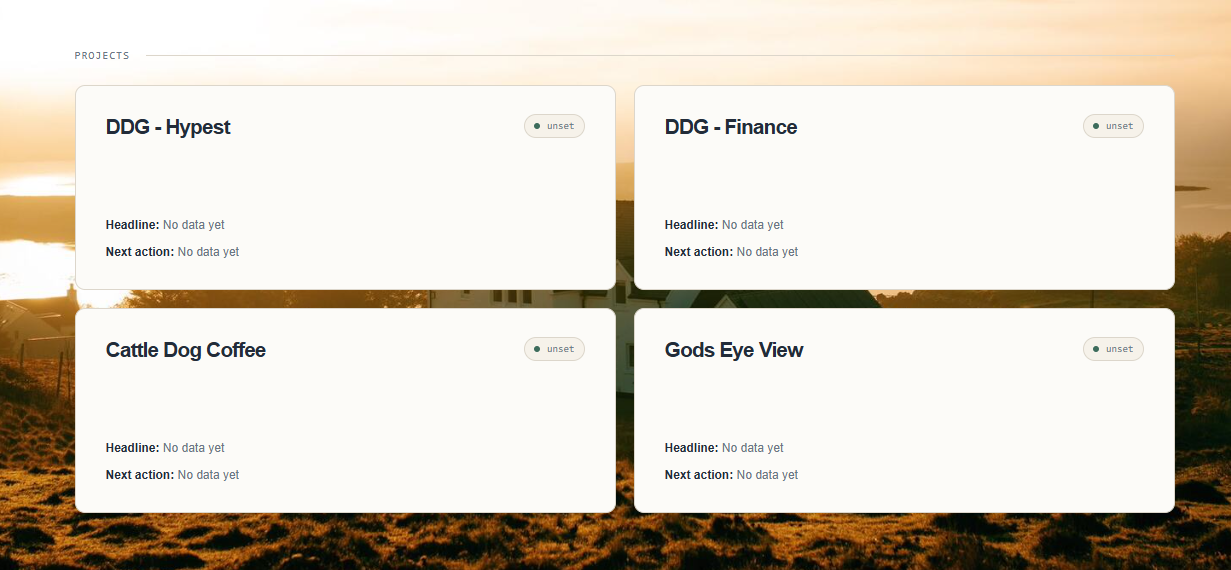 PROJECTS
DDG - Hypest
unset
Headline: No data yet
Next action: No data yet
DDG - Finance
unset
Headline: No data yet
Next action: No data yet
Cattle Dog Coffee
unset
Headline: No data yet
Next action: No data yet
Gods Eye View
unset
Headline: No data yet
Next action: No data yet